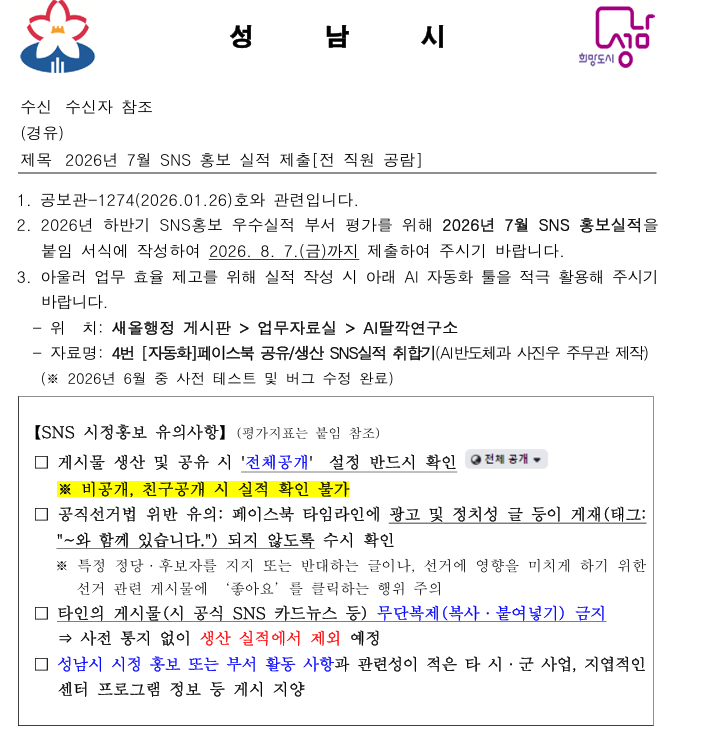 성 남 시
희망도시 성남
수신 수신자 참조
(경유)
제목 2026년 7월 SNS 홍보 실적 제출[전 직원 공람]
1. 공보관-1274(2026.01.26)호와 관련입니다.
2. 2026년 하반기 SNS홍보 우수실적 부서 평가를 위해 2026년 7월 SNS 홍보실적을
붙임 서식에 작성하여 2026. 8. 7.(금)까지 제출하여 주시기 바랍니다.
3. 아울러 업무 효율 제고를 위해 실적 작성 시 아래 AI 자동화 툴을 적극 활용해 주시기
바랍니다.
- 위 치: 새올행정 게시판 > 업무자료실 > AI딸깍연구소
- 자료명: 4번 [자동화]페이스북 공유/생산 SNS실적 취합기(AI반도체과 사진우 주무관 제작)
(※ 2026년 6월 중 사전 테스트 및 버그 수정 완료)
【SNS 시정홍보 유의사항】 (평가지표는 붙임 참조)
□ 게시물 생산 및 공유 시 '전체공개' 설정 반드시 확인 전체 공개 ▼
※ 비공개, 친구공개 시 실적 확인 불가
□ 공직선거법 위반 유의: 페이스북 타임라인에 광고 및 정치성 글 등이 게재(태그:
"~와 함께 있습니다.") 되지 않도록 수시 확인
※ 특정 정당·후보자를 지지 또는 반대하는 글이나, 선거에 영향을 미치게 하기 위한
선거 관련 게시물에 ‘좋아요’를 클릭하는 행위 주의
□ 타인의 게시물(시 공식 SNS 카드뉴스 등) 무단복제(복사·붙여넣기) 금지
⇒ 사전 통지 없이 생산 실적에서 제외 예정
□ 성남시 시정 홍보 또는 부서 활동 사항과 관련성이 적은 타 시·군 사업, 지엽적인
센터 프로그램 정보 등 게시 지양